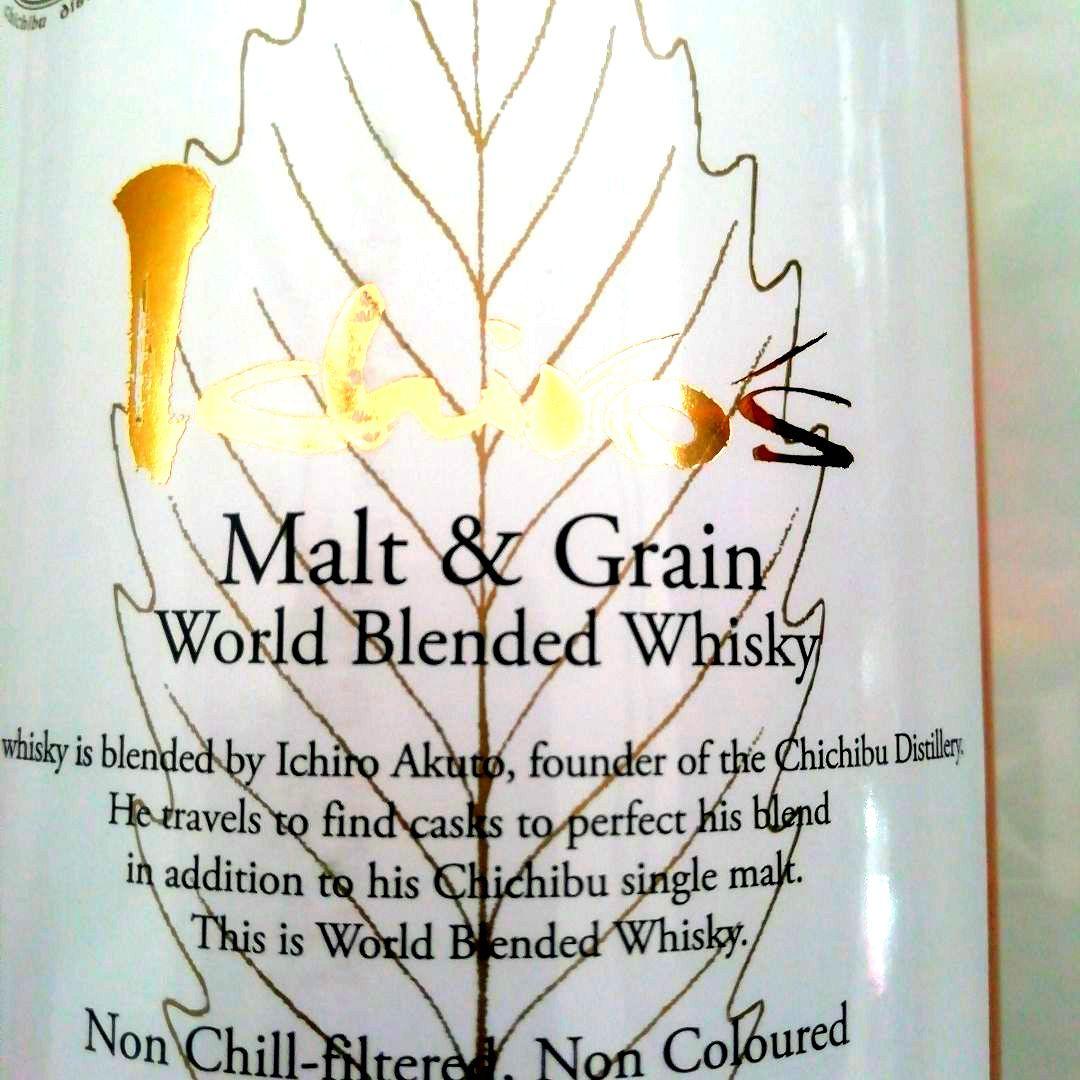 Chichibu
Ichiro's
Malt & Grain
World Blended Whisky
whisky is blended by Ichiro Akuto, founder of the Chichibu Distillery.
He travels to find casks to perfect his blend
in addition to his Chichibu single malt.
This is World Blended Whisky.
Non Chill-filtered, Non Coloured